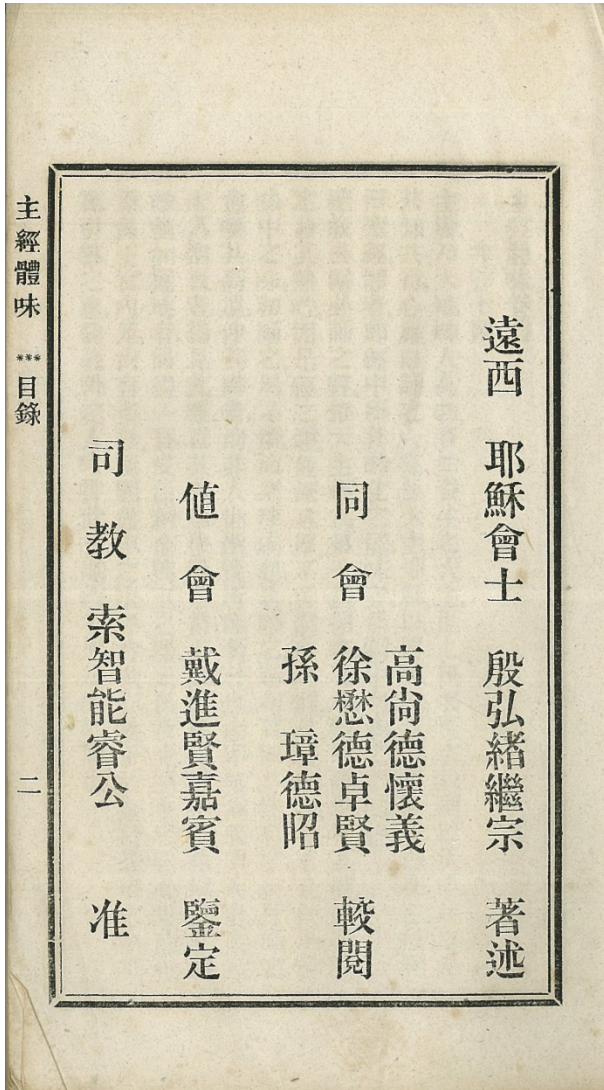 遠西 耶穌會士 殷弘緒繼宗 著述
高尙德懷義
同會 徐懋德卓賢 較閱
孫 璋德昭
値會 戴進賢嘉賓 鑒定
司教 索智能睿公 准
主經體味 *** 目錄 二